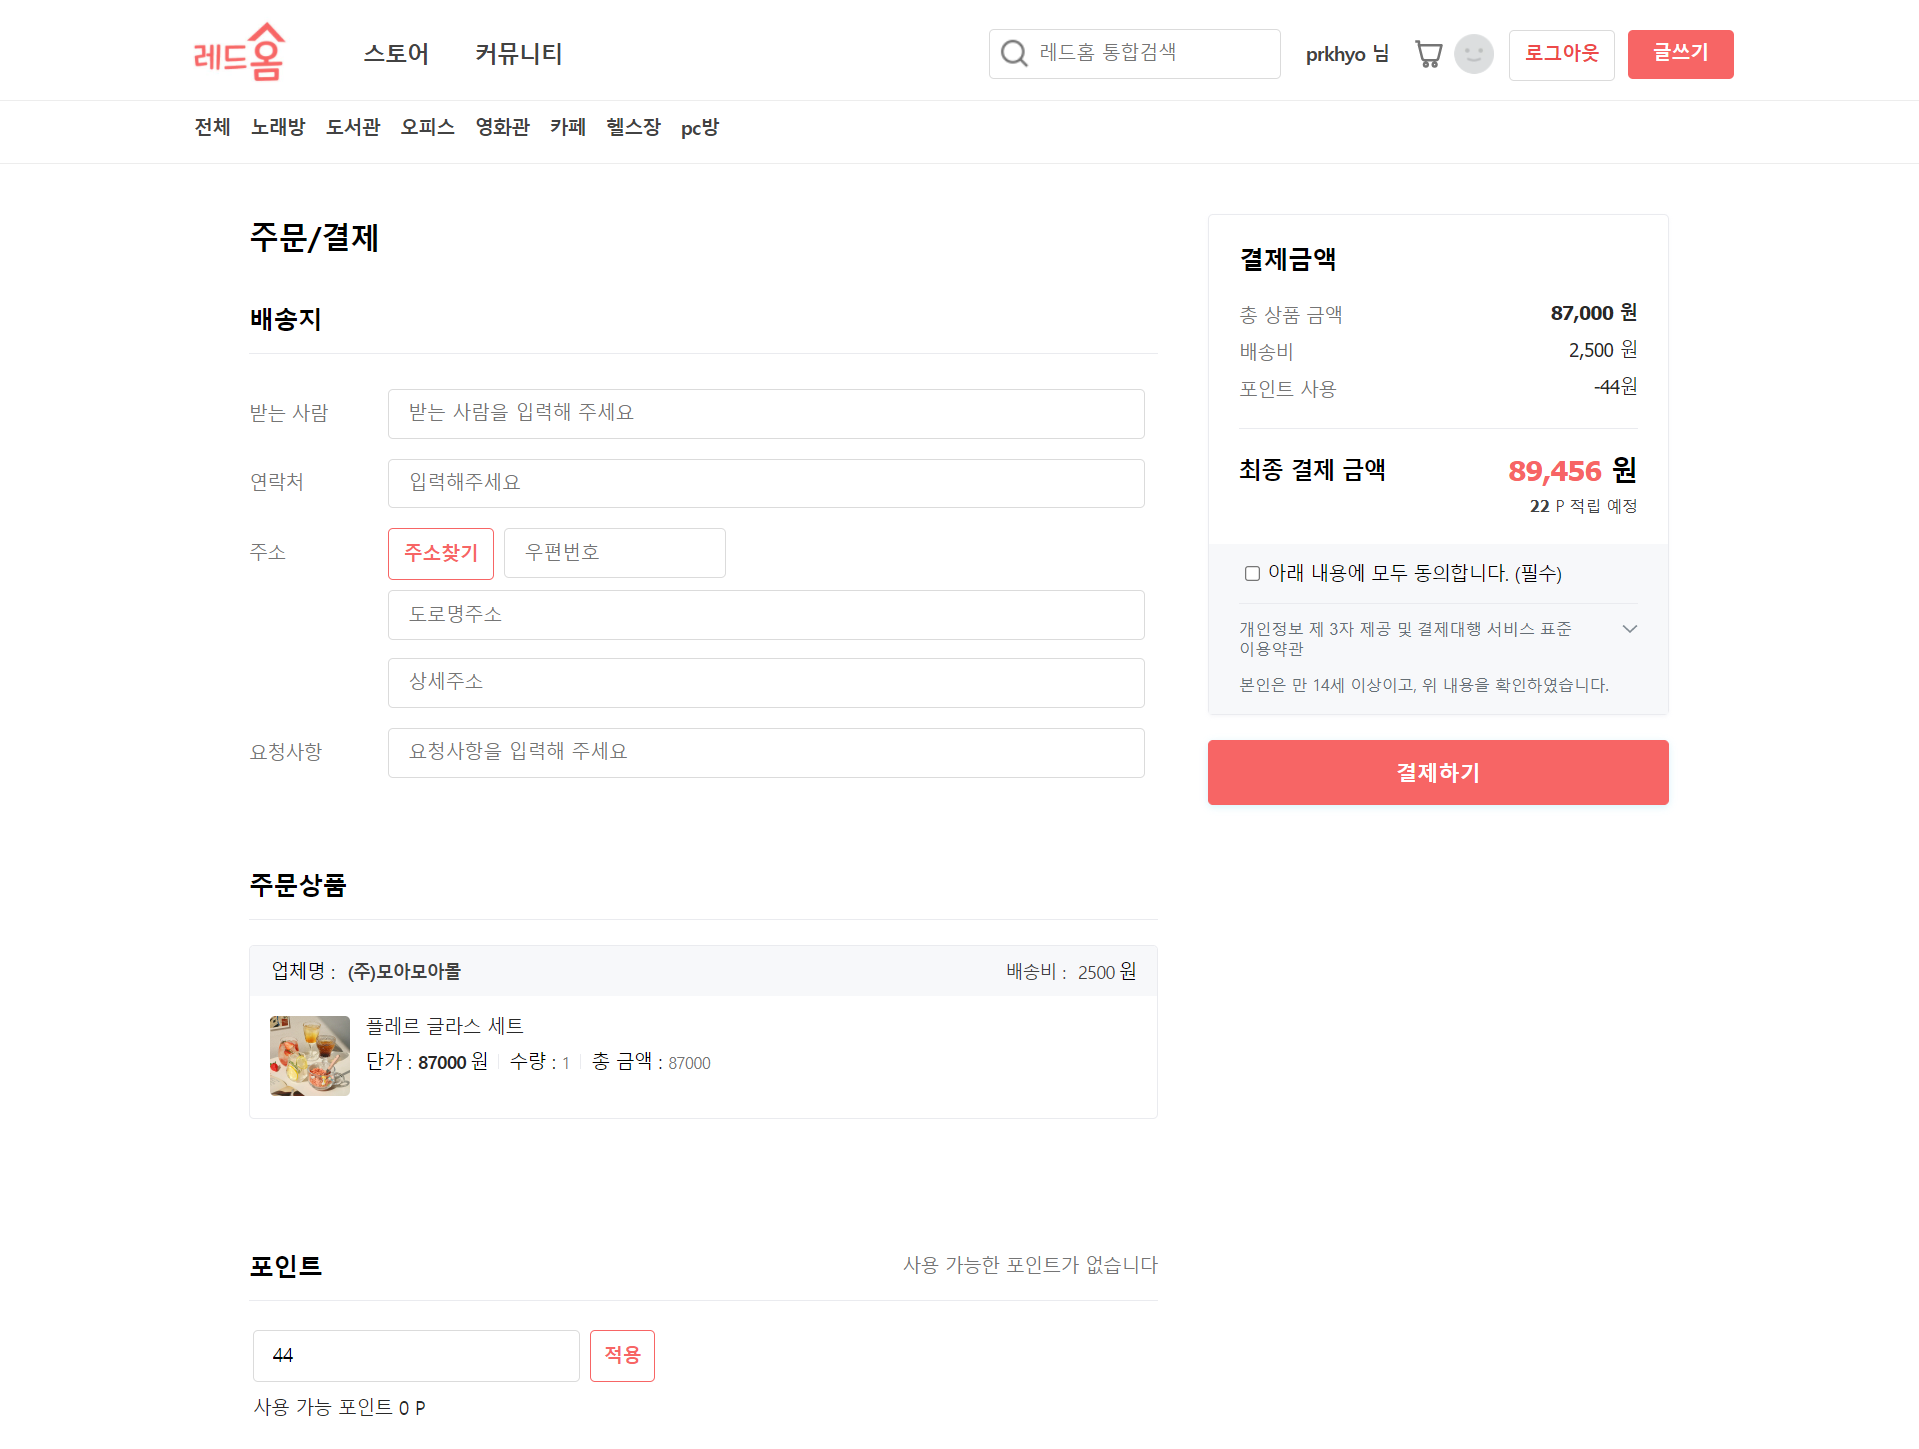 레드홈
스토어 커뮤니티
레드홈 통합검색
prkhyo 님
로그아웃
글쓰기
전체 노래방 도서관 오피스 영화관 카페 헬스장 pc방
주문/결제
배송지
받는 사람 받는 사람을 입력해 주세요
연락처 입력해주세요
주소 주소찾기 우편번호
도로명주소
상세주소
요청사항 요청사항을 입력해 주세요
결제금액
총 상품 금액 87,000 원
배송비 2,500 원
포인트 사용 -44원
최종 결제 금액 89,456 원
22 P 적립 예정
아래 내용에 모두 동의합니다. (필수)
개인정보 제 3자 제공 및 결제대행 서비스 표준
이용약관
본인은 만 14세 이상이고, 위 내용을 확인하였습니다.
결제하기
주문상품
업체명 : (주)모아모아몰 배송비 : 2500 원
플레르 글라스 세트
단가 : 87000 원 수량 : 1 총 금액 : 87000
포인트 사용 가능한 포인트가 없습니다
44 적용
사용 가능 포인트 0 P